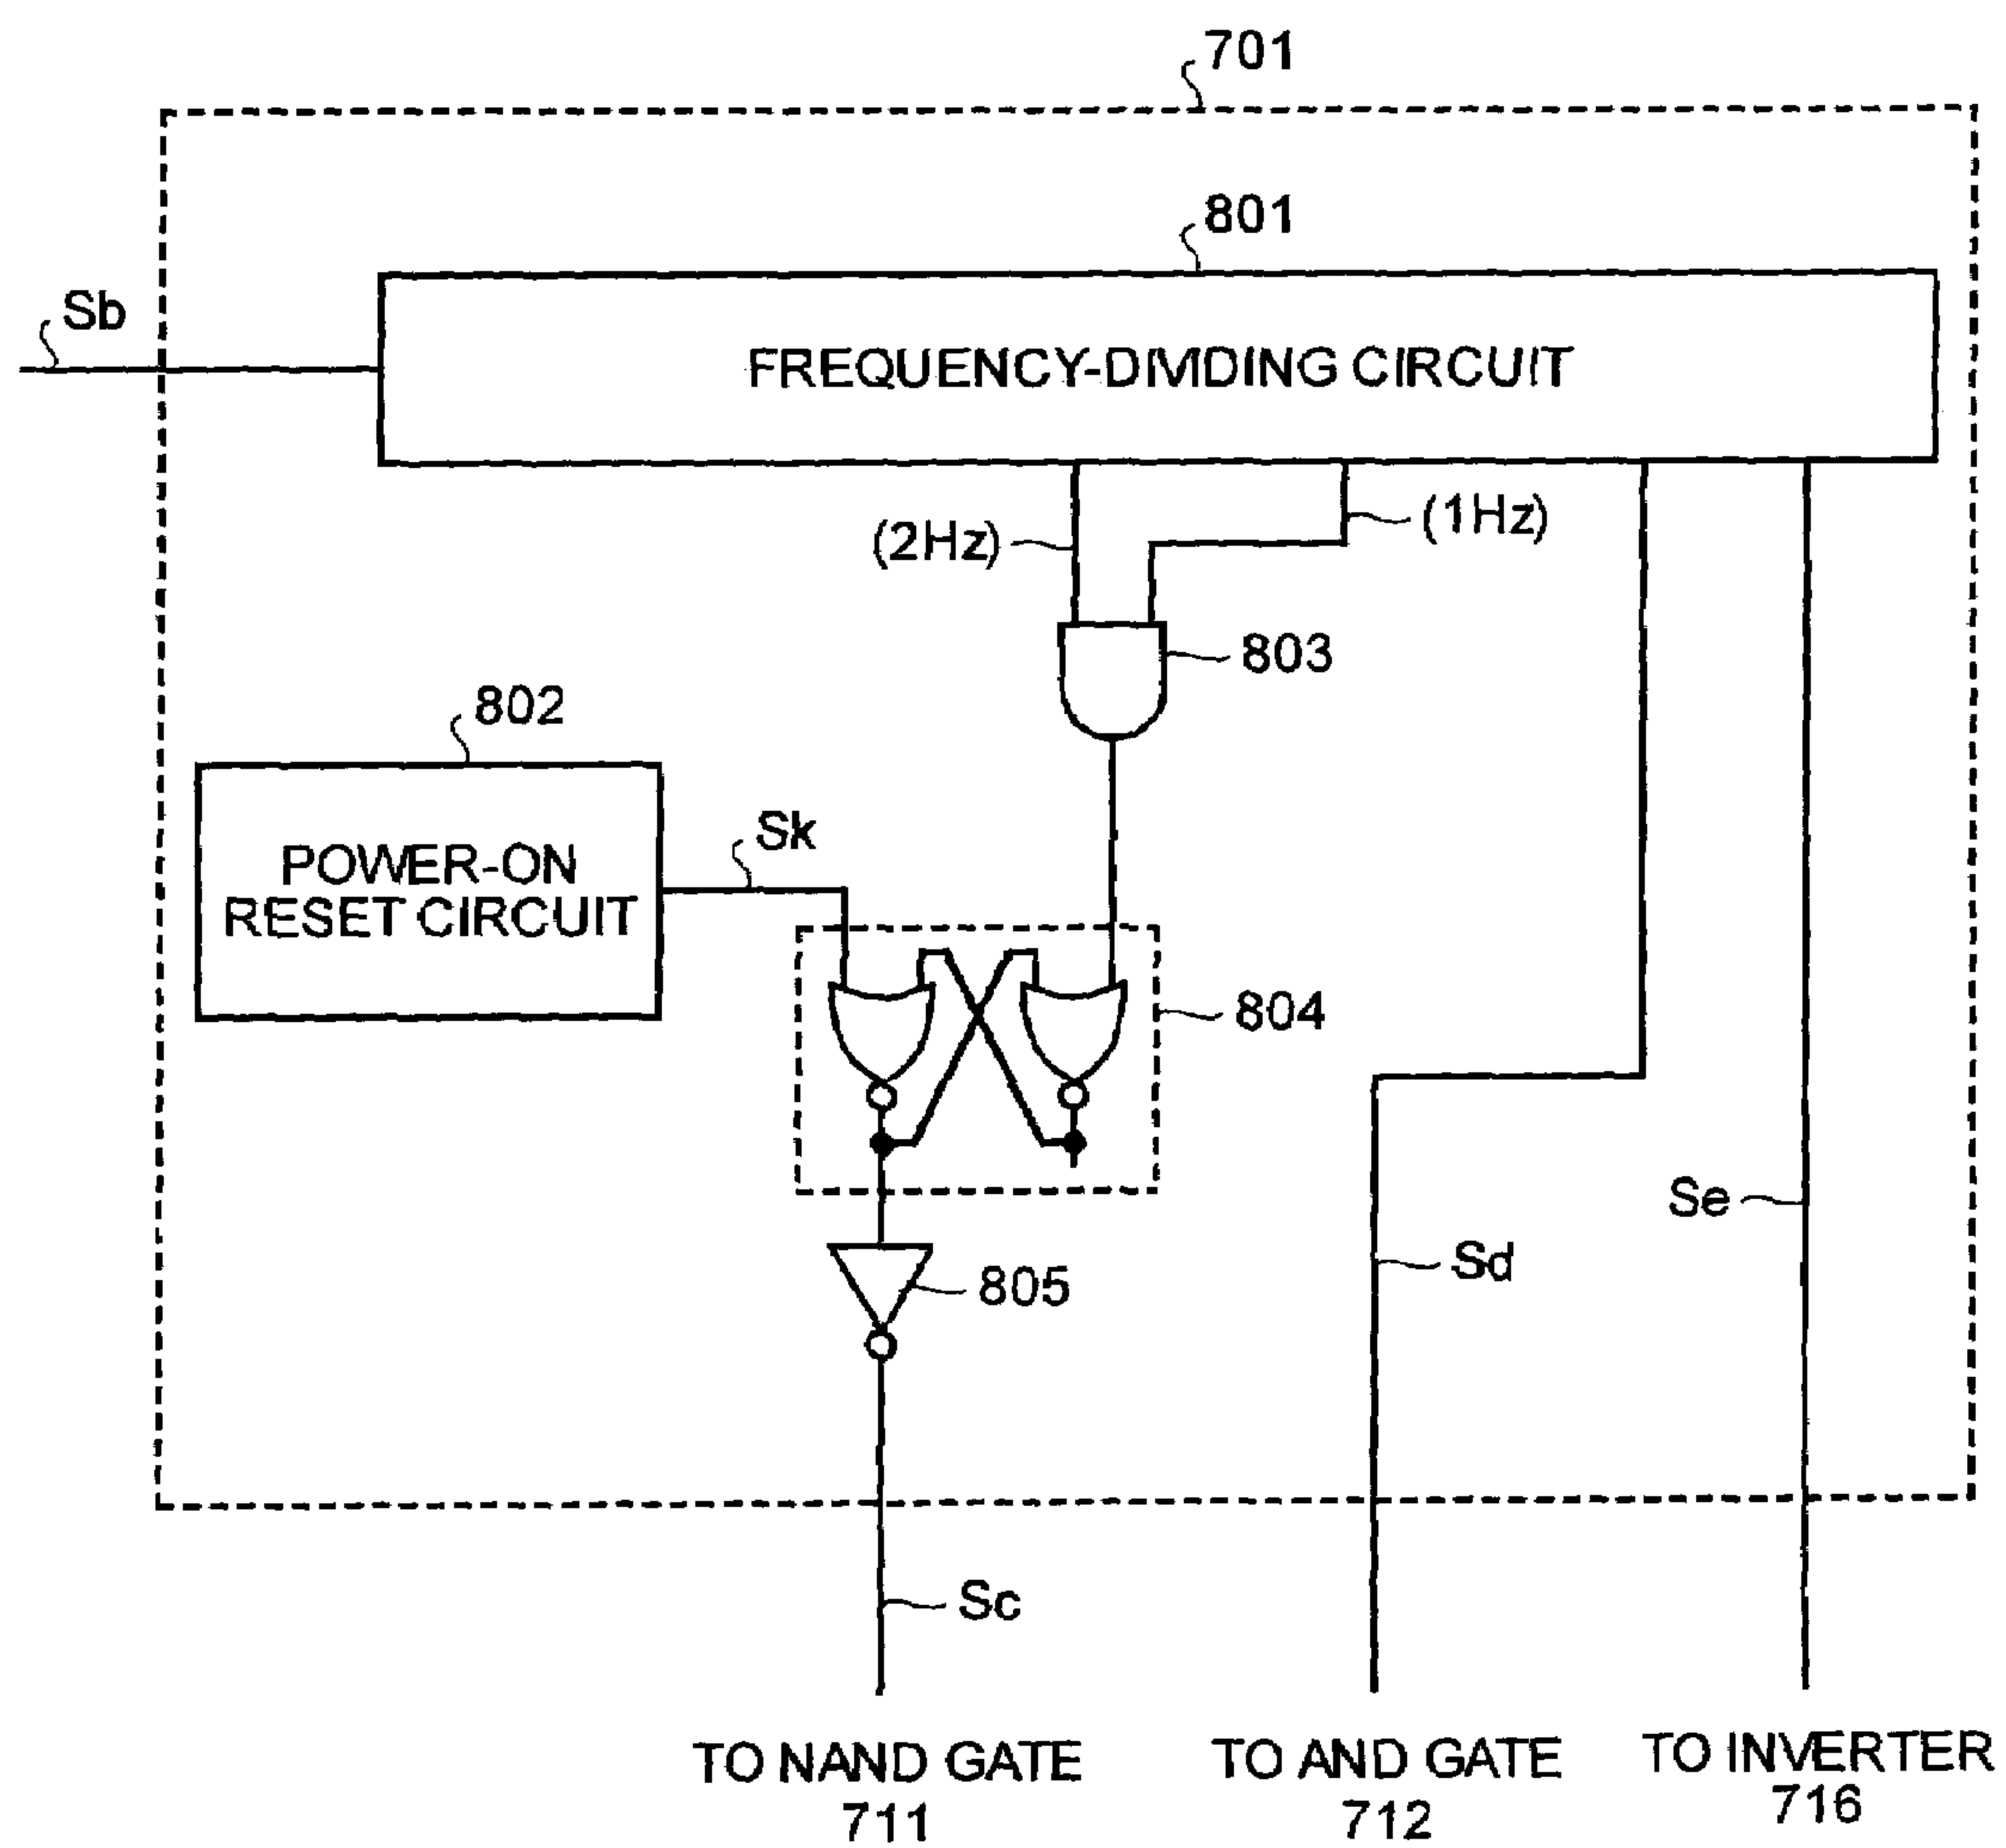 701
801
Sb
FREQUENCY-DIVIDING CIRCUIT
(2Hz)
(1Hz)
803
802
Sk
POWER-ON
RESET CIRCUIT
804
Se
Sd
805
Sc
TO NAND GATE
711
TO AND GATE
712
TO INVERTER
716